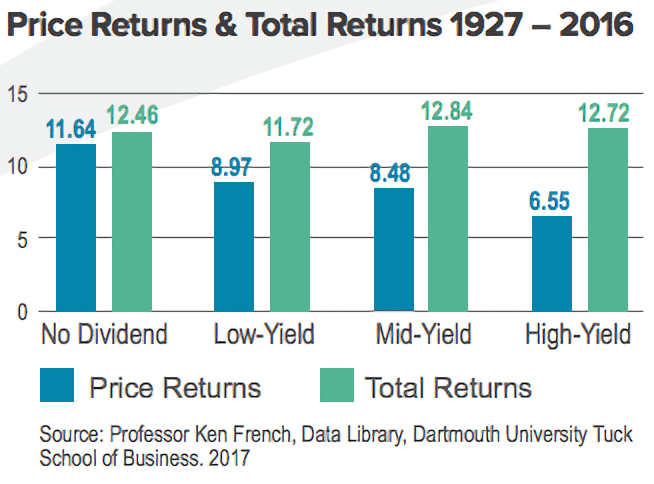 Price Returns & Total Returns 1927 – 2016
15
11.64 12.46 11.72 12.84 12.72
10
8.97 8.48 6.55
5
0
No Dividend Low-Yield Mid-Yield High-Yield
Price Returns Total Returns
Source: Professor Ken French, Data Library, Dartmouth University Tuck
School of Business. 2017